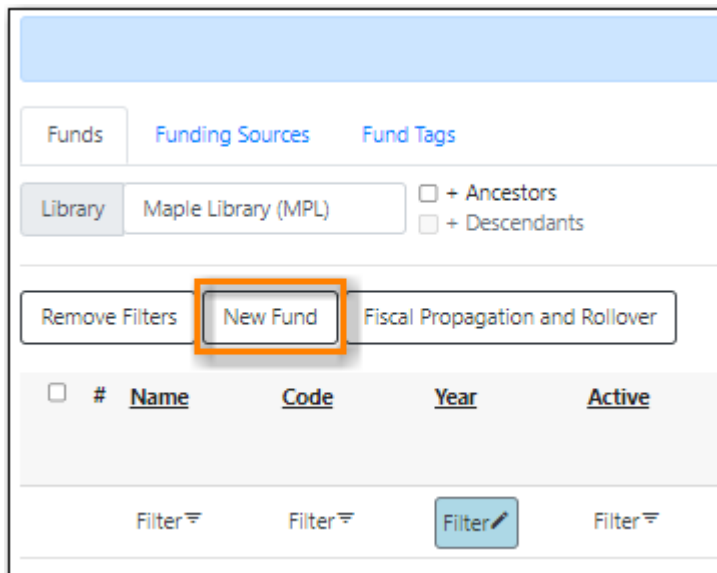 Funds Funding Sources Fund Tags
Library Maple Library (MPL) + Ancestors
+ Descendants
Remove Filters New Fund Fiscal Propagation and Rollover
# Name Code Year Active
Filter Filter Filter Filter